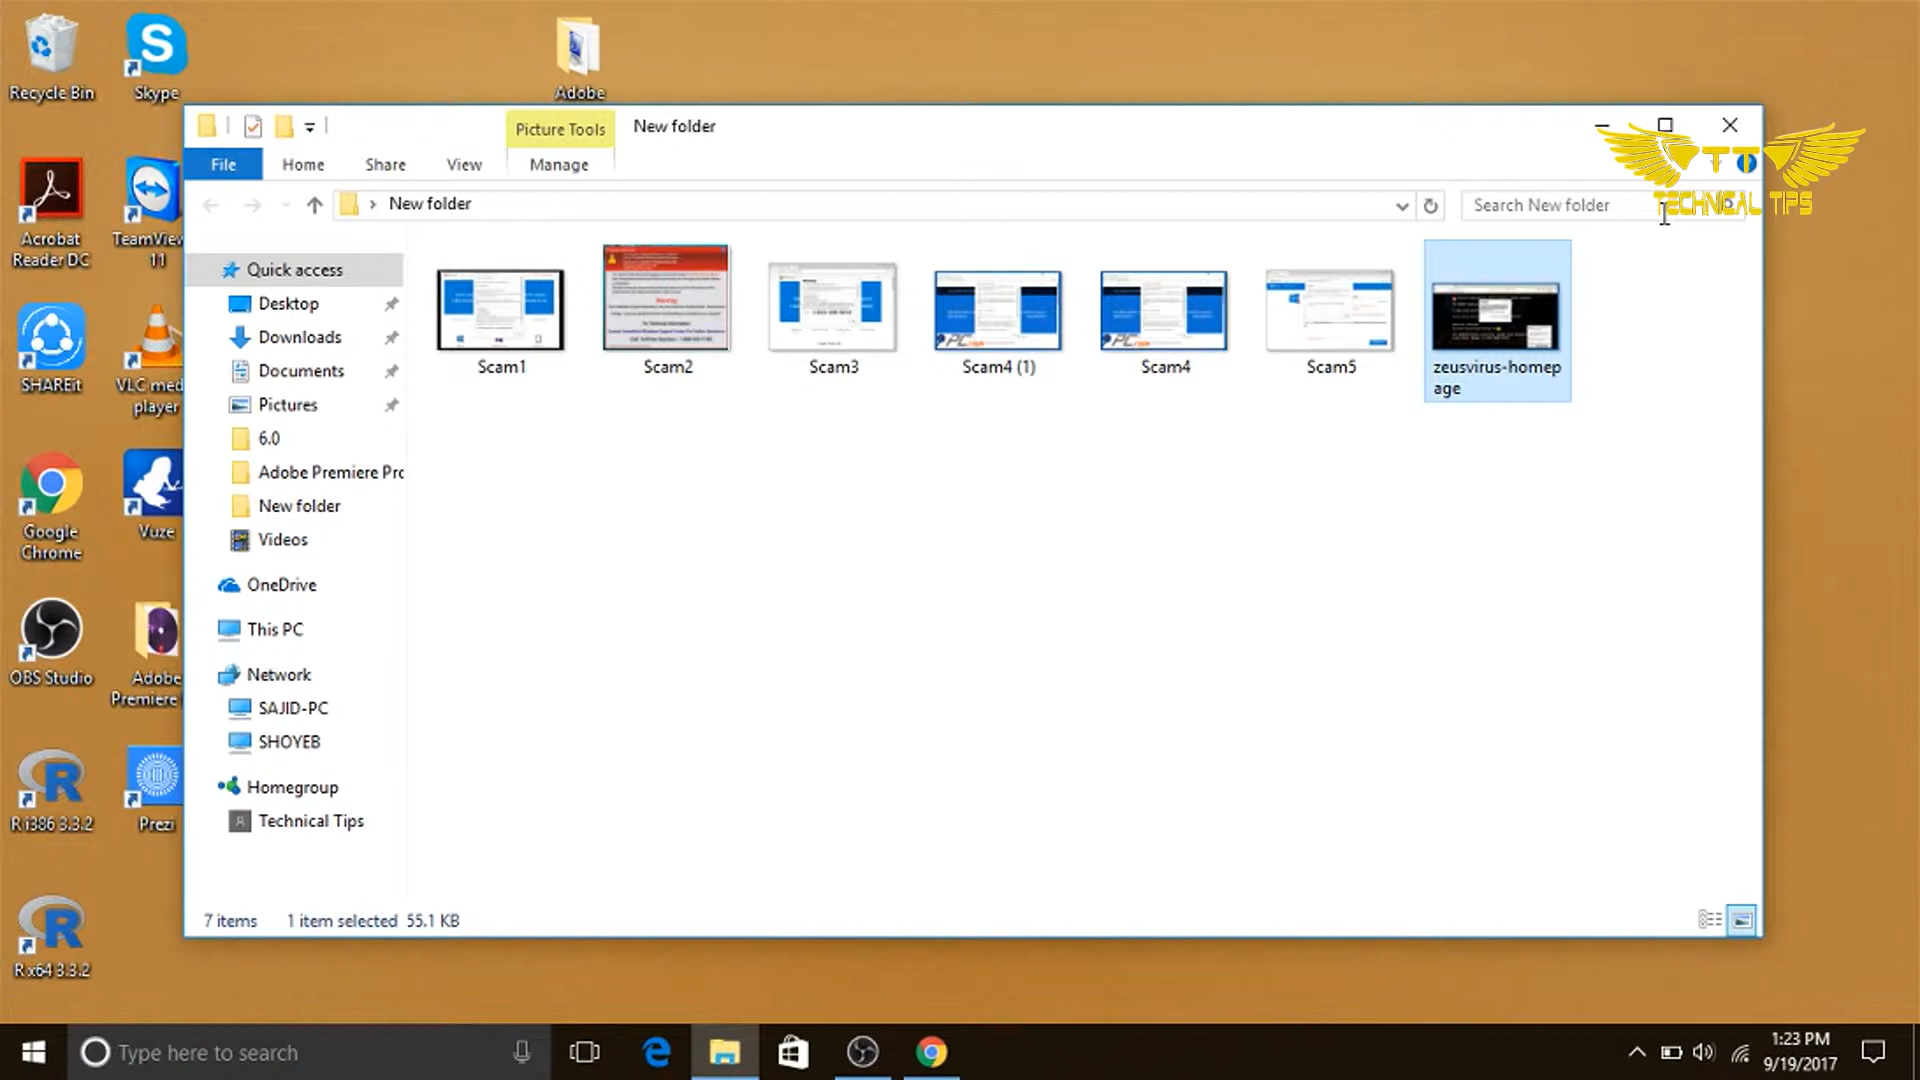 Recycle Bin
Skype
Adobe
Picture Tools
New folder
File
Home
Share
View
Manage
TECHNICAL TIPS
New folder
Search New folder
Acrobat
Reader DC
TeamView
11
SHAREit
VLC med
player
Google
Chrome
Vuze
OBS Studio
Adobe
Premiere
R i386 3.3.2
Prezi
R x64 3.3.2
Quick access
Desktop
Downloads
Documents
Pictures
6.0
Adobe Premiere Pro
New folder
Videos
OneDrive
This PC
Network
SAJID-PC
SHOYEB
Homegroup
Technical Tips
Scam1
Scam2
Scam3
Scam4 (1)
Scam4
Scam5
zeusvirus-homep
age
7 items
1 item selected 55.1 KB
Type here to search
1:23 PM
9/19/2017